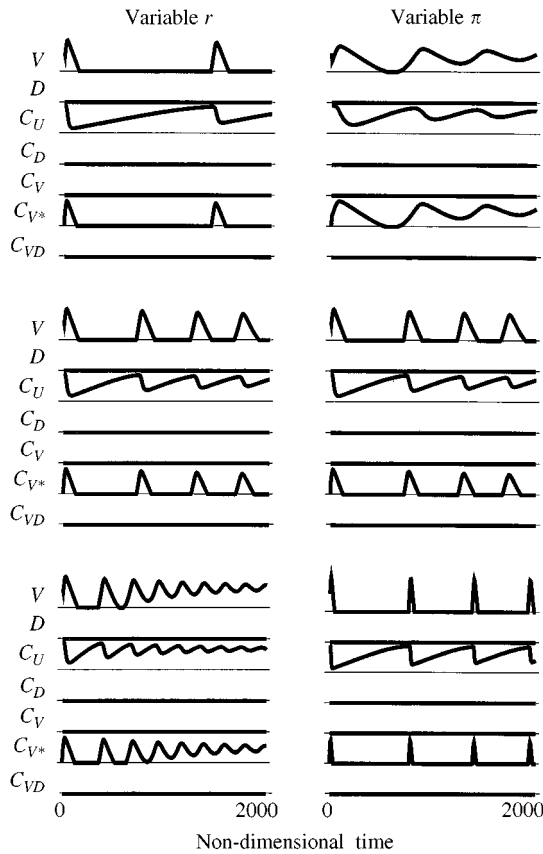 Variable r Variable π
V
D
C_U
C_D
C_V
C_V*
C_VD
V
D
C_U
C_D
C_V
C_V*
C_VD
V
D
C_U
C_D
C_V
C_V*
C_VD
0 2000 0 2000
Non-dimensional time